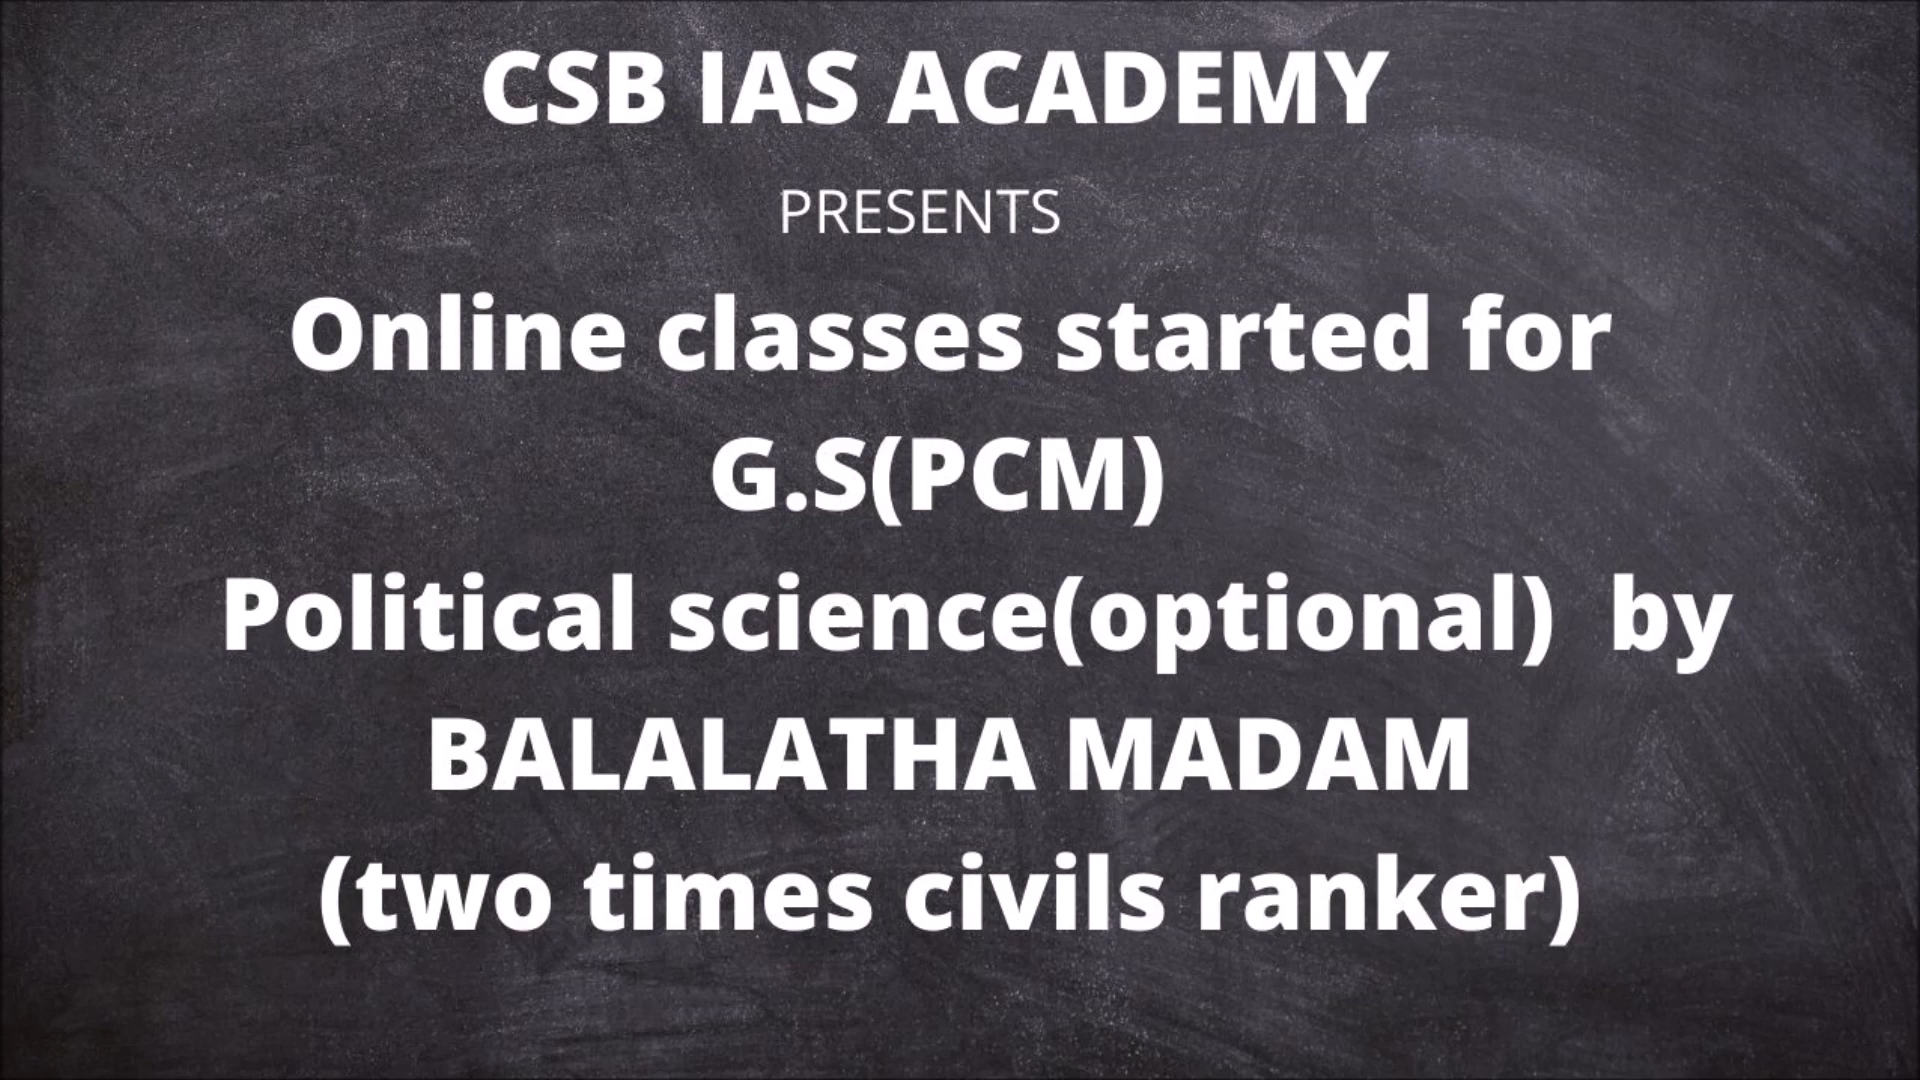 CSB IAS ACADEMY
PRESENTS
Online classes started for
G.S(PCM)
Political science(optional)  by
BALALATHA MADAM
(two times civils ranker)